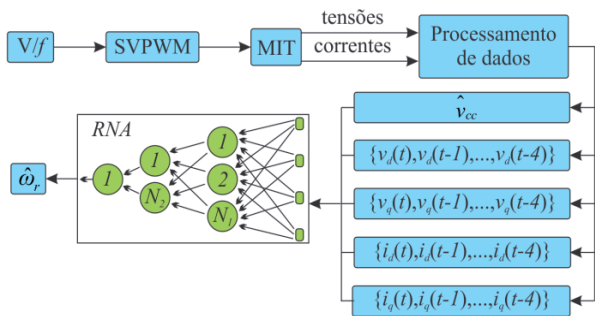 V/f
SVPWM
MIT
tensões
correntes
Processamento
de dados
RNA
1
1
1
2
N₂
N₁
ω̂ᵣ
v̂cc
{vd(t),vd(t-1),...,vd(t-4)}
{vq(t),vq(t-1),...,vq(t-4)}
{id(t),id(t-1),...,id(t-4)}
{iq(t),iq(t-1),...,iq(t-4)}